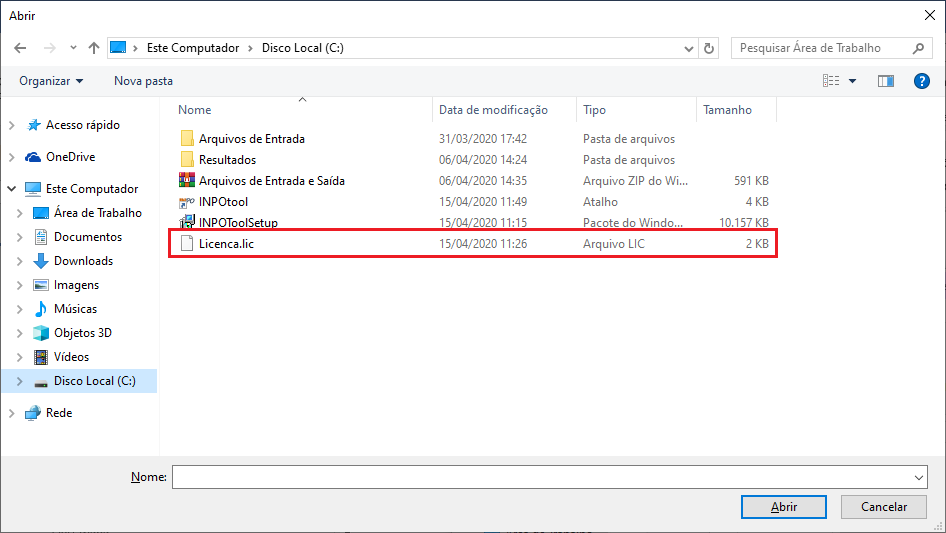 Abrir
Este Computador > Disco Local (C:)
Pesquisar Área de Trabalho
Organizar
Nova pasta
Acesso rápido
OneDrive
Este Computador
Área de Trabalho
Documentos
Downloads
Imagens
Músicas
Objetos 3D
Vídeos
Disco Local (C:)
Rede
Nome Data de modificação Tipo Tamanho
Arquivos de Entrada 31/03/2020 17:42 Pasta de arquivos
Resultados 06/04/2020 14:24 Pasta de arquivos
Arquivos de Entrada e Saída 06/04/2020 14:35 Arquivo ZIP do Wi... 591 KB
INPOtool 15/04/2020 11:49 Atalho 4 KB
INPOToolSetup 15/04/2020 11:15 Pacote do Windo... 10.157 KB
Licenca.lic 15/04/2020 11:26 Arquivo LIC 2 KB
Nome:
Abrir
Cancelar